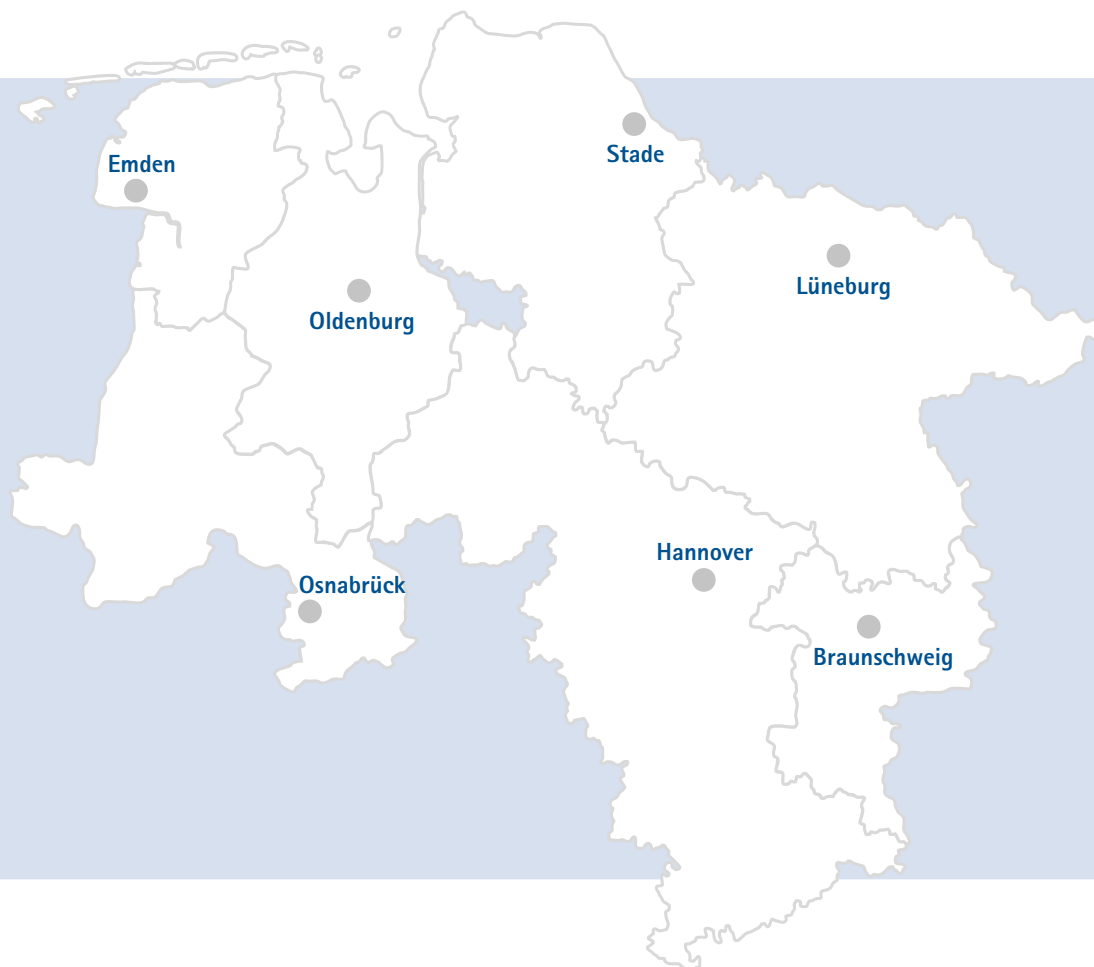 Stade
Emden
Lüneburg
Oldenburg
Hannover
Osnabrück
Braunschweig